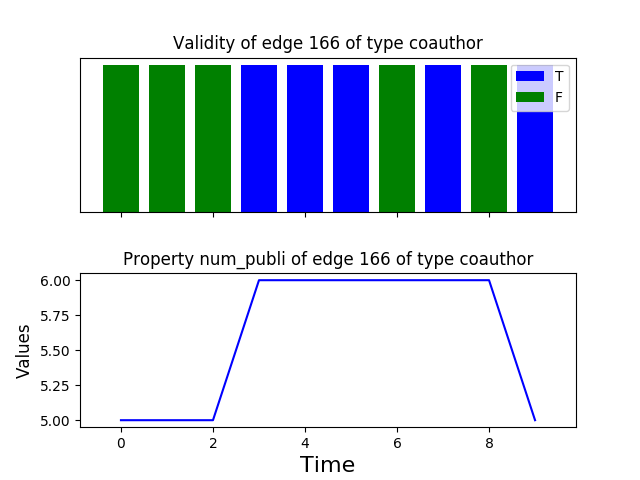 Validity of edge 166 of type coauthor
T
F
Property num_publi of edge 166 of type coauthor
6.00
5.75
5.50
5.25
5.00
Values
0 2 4 6 8
Time